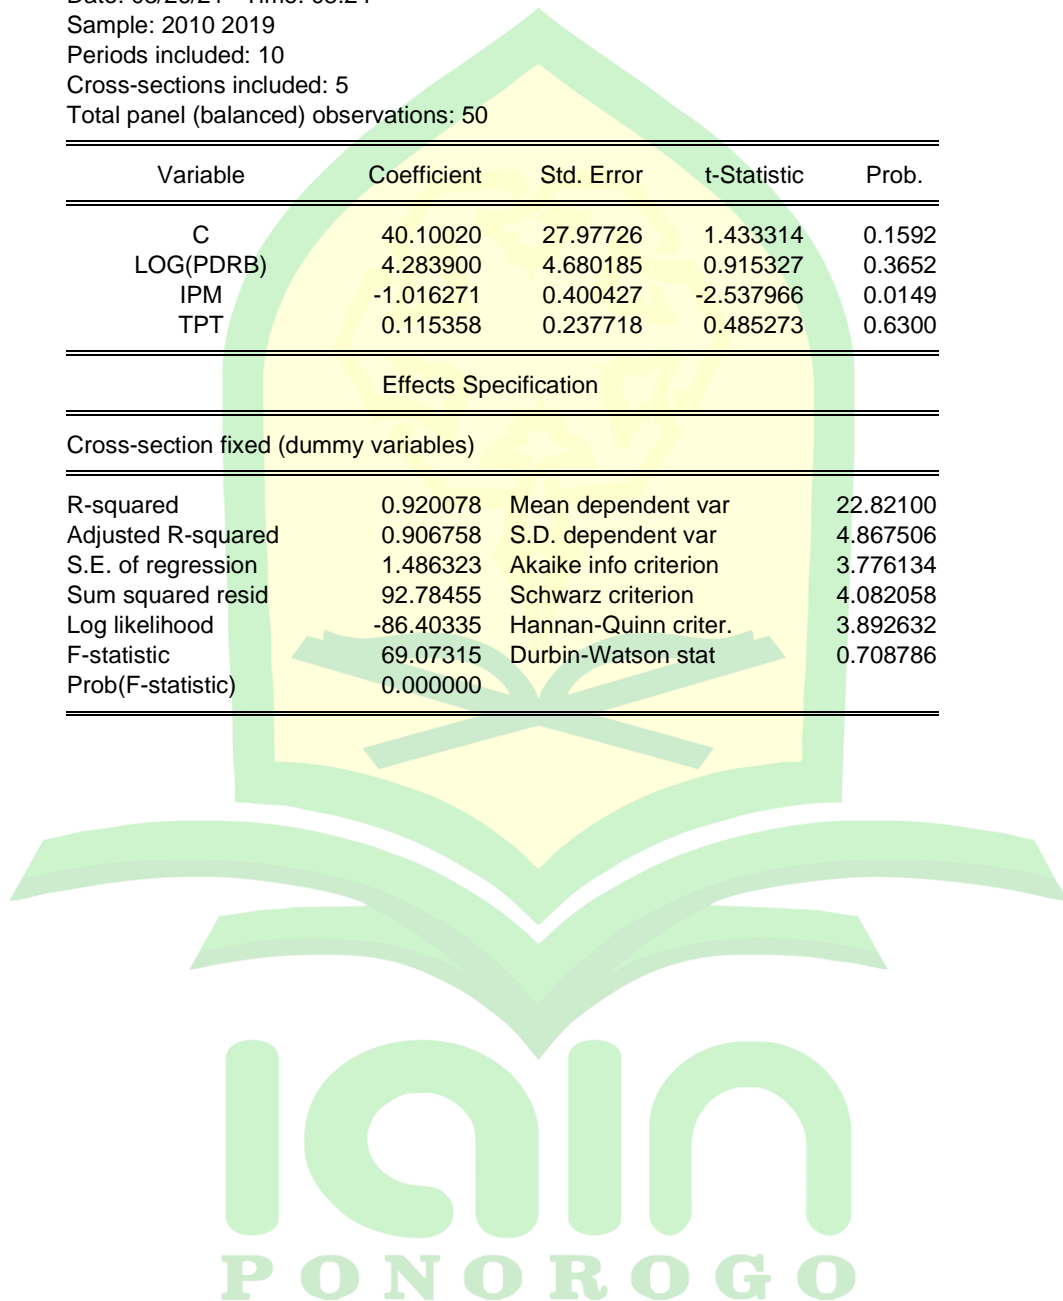 Sample: 2010 2019
Periods included: 10
Cross-sections included: 5
Total panel (balanced) observations: 50
Variable Coefficient Std. Error t-Statistic Prob.
C 40.10020 27.97726 1.433314 0.1592
LOG(PDRB) 4.283900 4.680185 0.915327 0.3652
IPM -1.016271 0.400427 -2.537966 0.0149
TPT 0.115358 0.237718 0.485273 0.6300
Effects Specification
Cross-section fixed (dummy variables)
R-squared 0.920078 Mean dependent var 22.82100
Adjusted R-squared 0.906758 S.D. dependent var 4.867506
S.E. of regression 1.486323 Akaike info criterion 3.776134
Sum squared resid 92.78455 Schwarz criterion 4.082058
Log likelihood -86.40335 Hannan-Quinn criter. 3.892632
F-statistic 69.07315 Durbin-Watson stat 0.708786
Prob(F-statistic) 0.000000
IAIN
PONOROGO